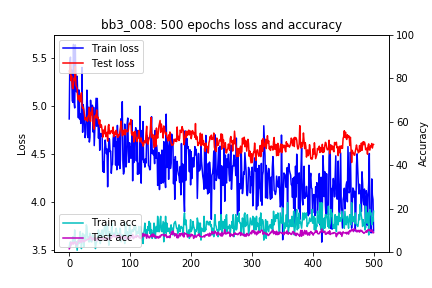 bb3_008: 500 epochs loss and accuracy
Train loss
Test loss
Train acc
Test acc
Loss
5.5
5.0
4.5
4.0
3.5
Accuracy
100
80
60
40
20
0
0
100
200
300
400
500